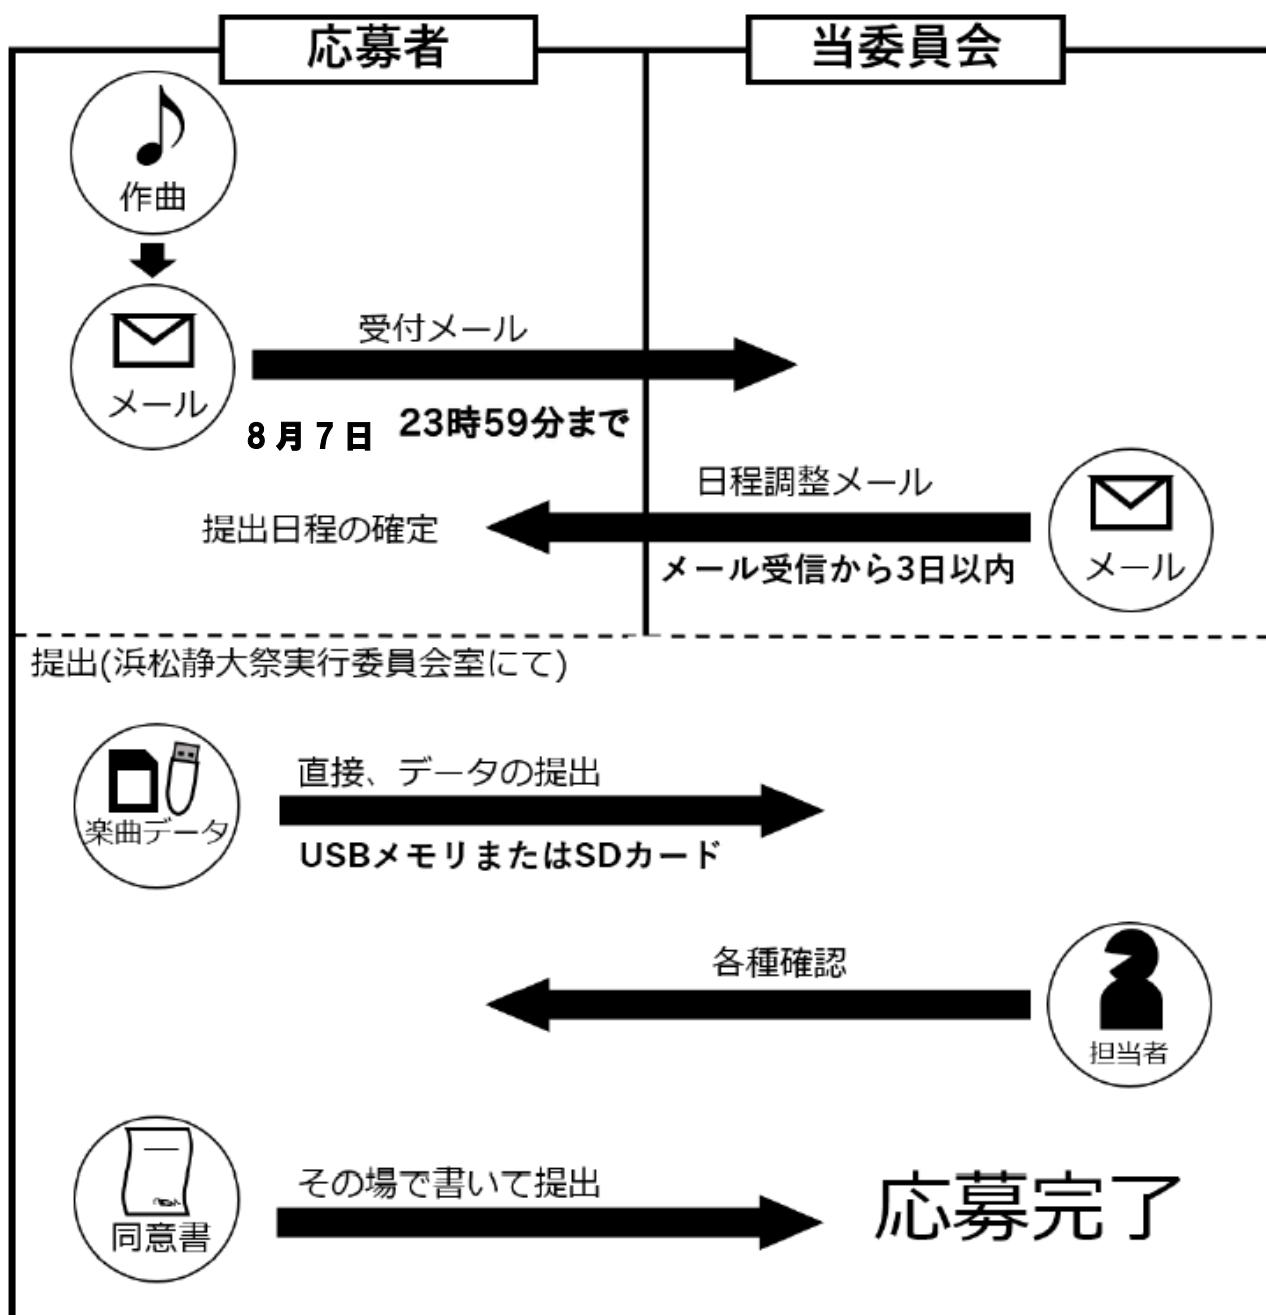 応募者
当委員会
作曲
受付メール
メール
8月7日 23時59分まで
日程調整メール
提出日程の確定
メール受信から3日以内
メール
提出(浜松静大祭実行委員会室にて)
直接、データの提出
楽曲データ
USBメモリまたはSDカード
各種確認
担当者
その場で書いて提出
同意書
応募完了